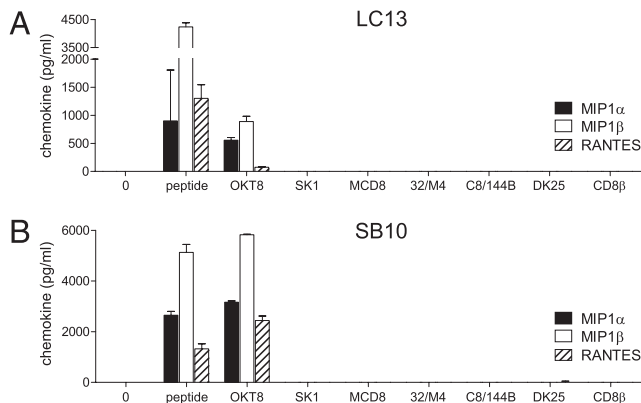 A
LC13
chemokine (pg/ml)
4500
3500
2000
1500
1000
500
0
MIP1α
MIP1β
RANTES
0 peptide OKT8 SK1 MCD8 32/M4 C8/144B DK25 CD8β
B
SB10
chemokine (pg/ml)
6000
4000
2000
0
MIP1α
MIP1β
RANTES
0 peptide OKT8 SK1 MCD8 32/M4 C8/144B DK25 CD8β